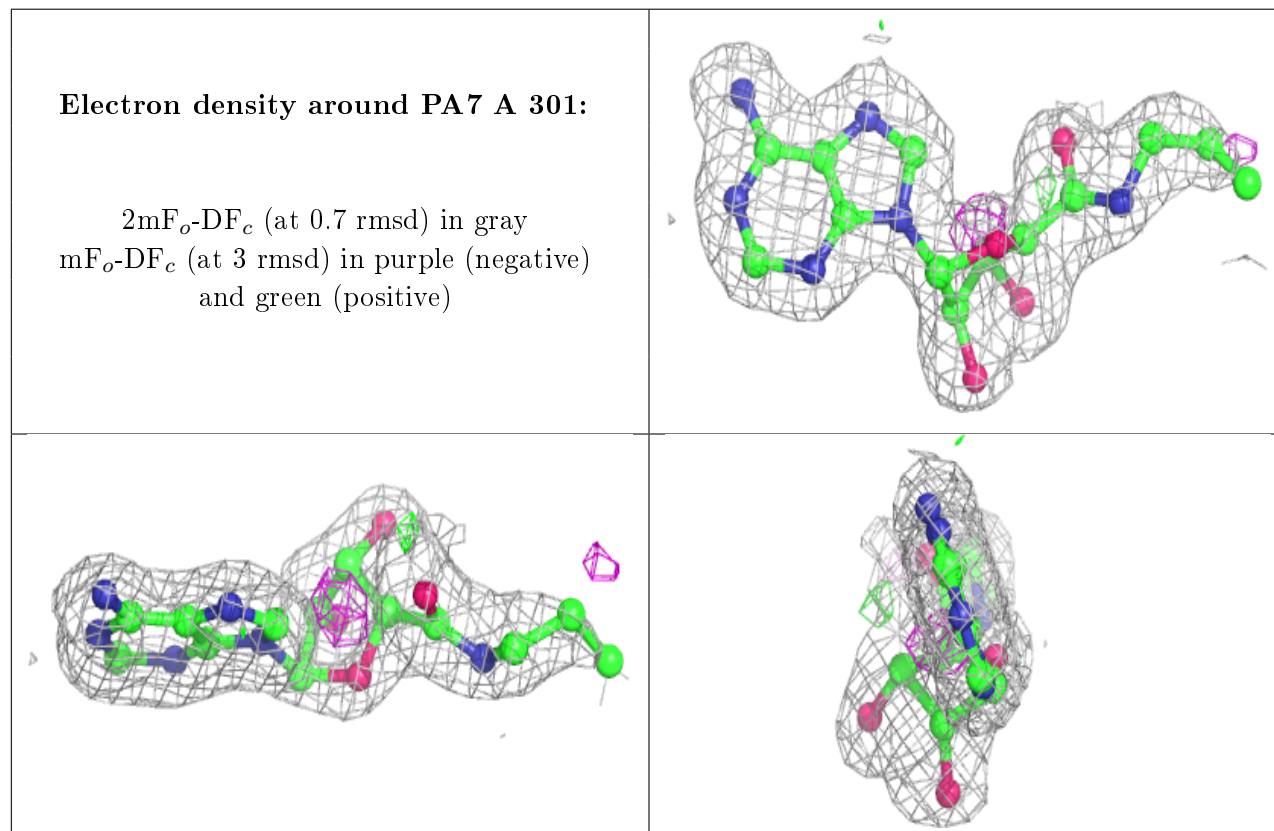 Electron density around PA7 A 301:
2mFₒ-DF𝒸 (at 0.7 rmsd) in gray
mFₒ-DF𝒸 (at 3 rmsd) in purple (negative)
and green (positive)